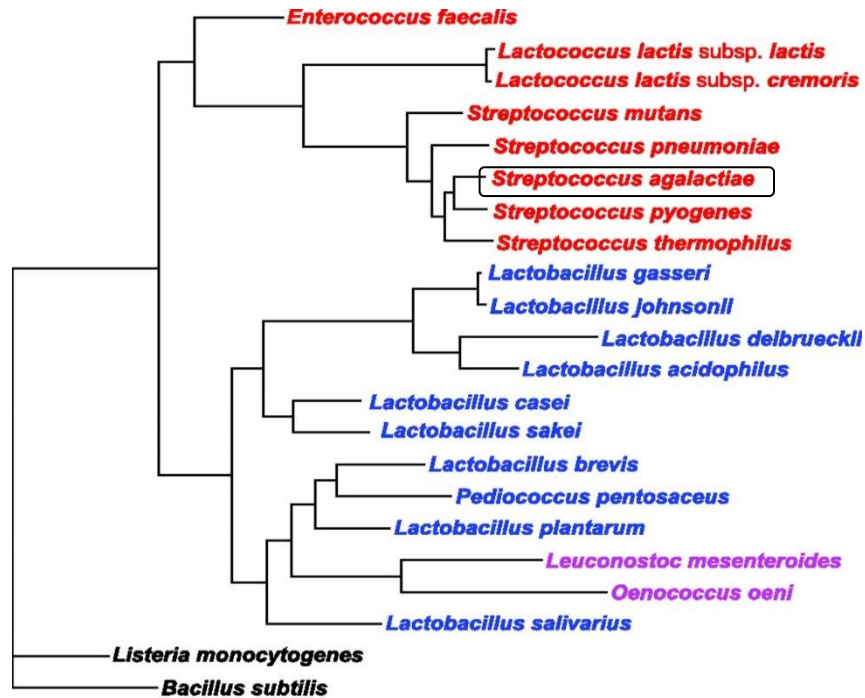 Enterococcus faecalis
Lactococcus lactis subsp. lactis
Lactococcus lactis subsp. cremoris
Streptococcus mutans
Streptococcus pneumoniae
Streptococcus agalactiae
Streptococcus pyogenes
Streptococcus thermophilus
Lactobacillus gasseri
Lactobacillus johnsonii
Lactobacillus delbrueckii
Lactobacillus acidophilus
Lactobacillus casei
Lactobacillus sakei
Lactobacillus brevis
Pediococcus pentosaceus
Lactobacillus plantarum
Leuconostoc mesenteroides
Oenococcus oeni
Lactobacillus salivarius
Listeria monocytogenes
Bacillus subtilis